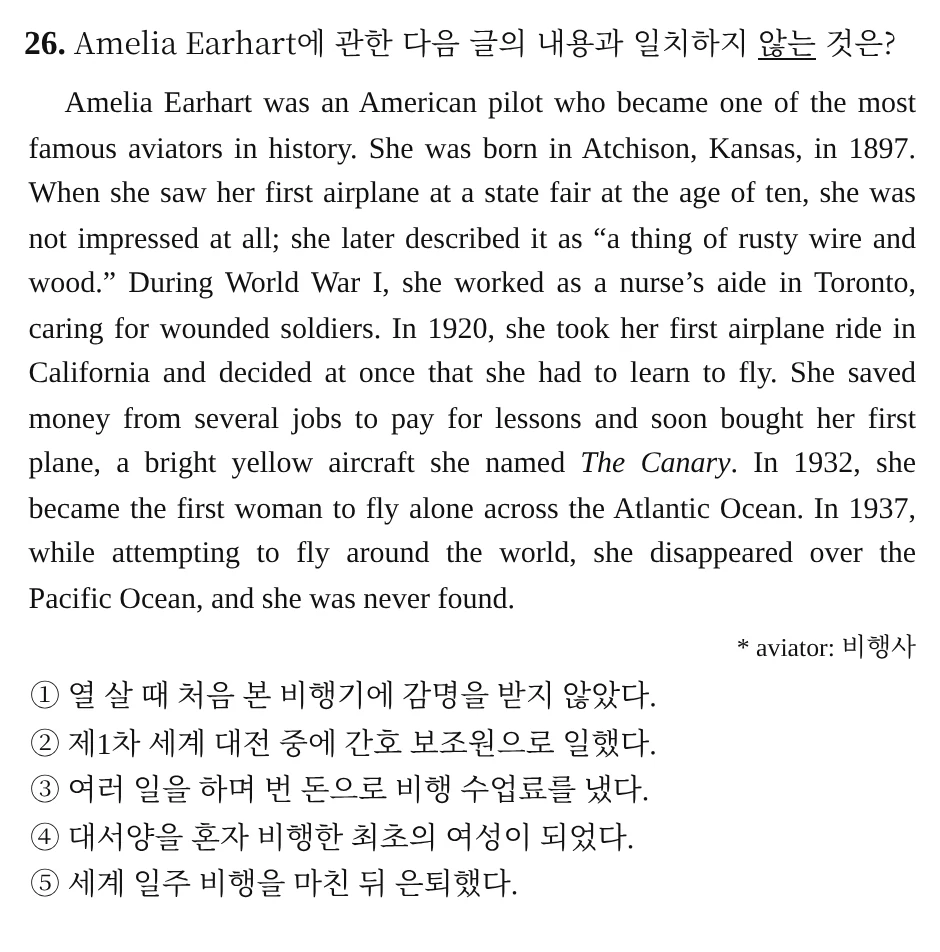 26. Amelia Earhart에 관한 다음 글의 내용과 일치하지 않는 것은?
Amelia Earhart was an American pilot who became one of the most
famous aviators in history. She was born in Atchison, Kansas, in 1897.
When she saw her first airplane at a state fair at the age of ten, she was
not impressed at all; she later described it as “a thing of rusty wire and
wood.” During World War I, she worked as a nurse’s aide in Toronto,
caring for wounded soldiers. In 1920, she took her first airplane ride in
California and decided at once that she had to learn to fly. She saved
money from several jobs to pay for lessons and soon bought her first
plane, a bright yellow aircraft she named The Canary. In 1932, she
became the first woman to fly alone across the Atlantic Ocean. In 1937,
while attempting to fly around the world, she disappeared over the
Pacific Ocean, and she was never found.
* aviator: 비행사
① 열 살 때 처음 본 비행기에 감명을 받지 않았다.
② 제1차 세계 대전 중에 간호 보조원으로 일했다.
③ 여러 일을 하며 번 돈으로 비행 수업료를 냈다.
④ 대서양을 혼자 비행한 최초의 여성이 되었다.
⑤ 세계 일주 비행을 마친 뒤 은퇴했다.